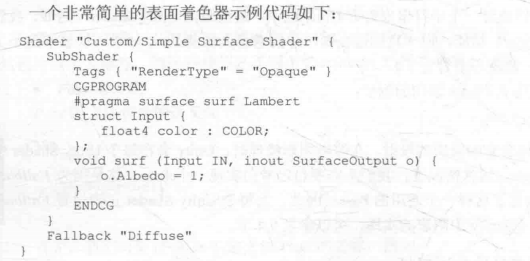 一个非常简单的表面着色器示例代码如下：
Shader "Custom/Simple Surface Shader" {
    SubShader {
        Tags { "RenderType" = "Opaque" }
        CGPROGRAM
        #pragma surface surf Lambert
        struct Input {
            float4 color : COLOR;
        };
        void surf (Input IN, inout SurfaceOutput o) {
            o.Albedo = 1;
        }
        ENDCG
    }
    Fallback "Diffuse"
}